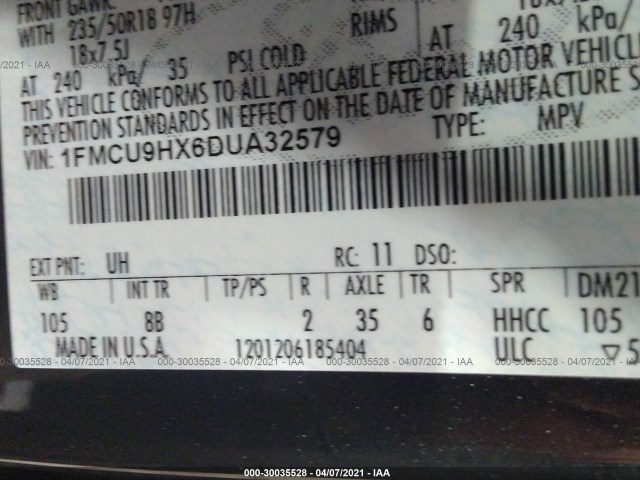 FRONT GAWR:
WITH 235/50R18 97H RIMS
18x7.5J
AT 240 kPa/ 35 PSI COLD AT 240 kPa/
THIS VEHICLE CONFORMS TO ALL APPLICABLE FEDERAL MOTOR VEHICLE
PREVENTION STANDARDS IN EFFECT ON THE DATE OF MANUFACTURE S
VIN: 1FMCU9HX6DUA32579 TYPE: MPV
EXT PNT: UH RC: 11 DSO:
WB INT TR TP/PS R AXLE TR SPR DM21
105 8B 2 35 6 HHCC 105
MADE IN U.S.A. 1201206185404 ULC ▽5
000-30035528 - 04/07/2021 - IAA